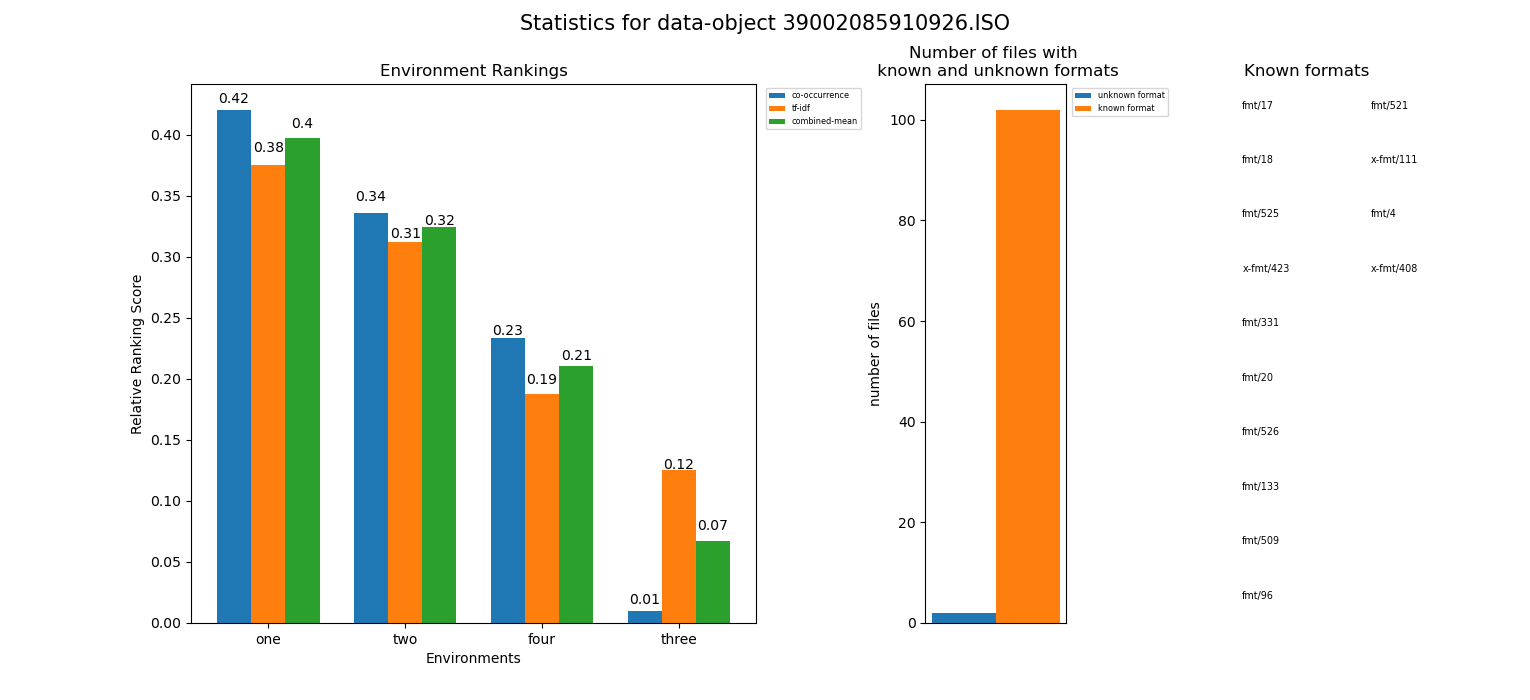 Statistics for data-object 39002085910926.ISO
Environment Rankings
0.42
0.38
0.4
0.34
0.31
0.32
0.23
0.19
0.21
0.01
0.12
0.07
0.40
0.35
0.30
0.25
0.20
0.15
0.10
0.05
0.00
Relative Ranking Score
one two four three
Environments
co-occurrence
tf-idf
combined-mean
Number of files with
known and unknown formats
100
80
60
40
20
0
number of files
unknown format
known format
Known formats
fmt/17 fmt/521
fmt/18 x-fmt/111
fmt/525 fmt/4
x-fmt/423 x-fmt/408
fmt/331
fmt/20
fmt/526
fmt/133
fmt/509
fmt/96